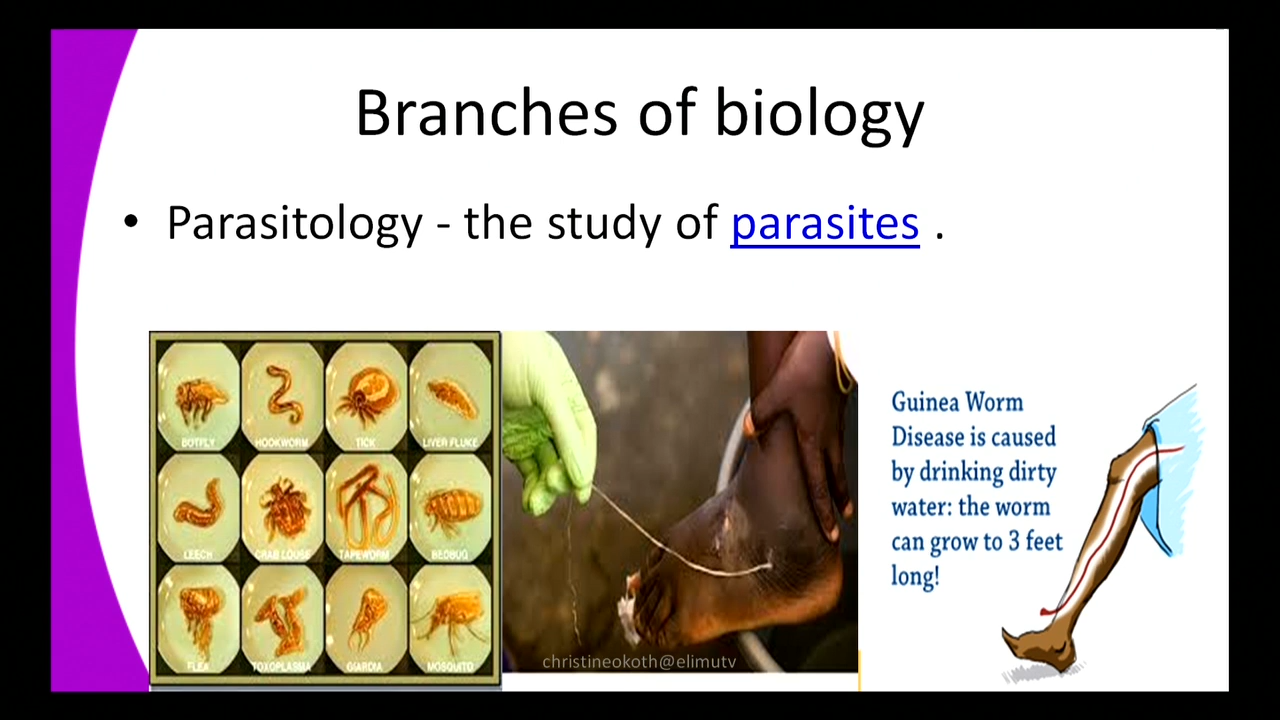 Branches of biology
• Parasitology - the study of parasites .
BOTFLY HOOKWORM TICK LIVER FLUKE
LEECH CRAB LOUSE TAPEWORM BEDBUG
FLEA TOXOPLASMA GIARDIA MOSQUITO
christineokoth@elimutv
Guinea Worm
Disease is caused
by drinking dirty
water: the worm
can grow to 3 feet
long!